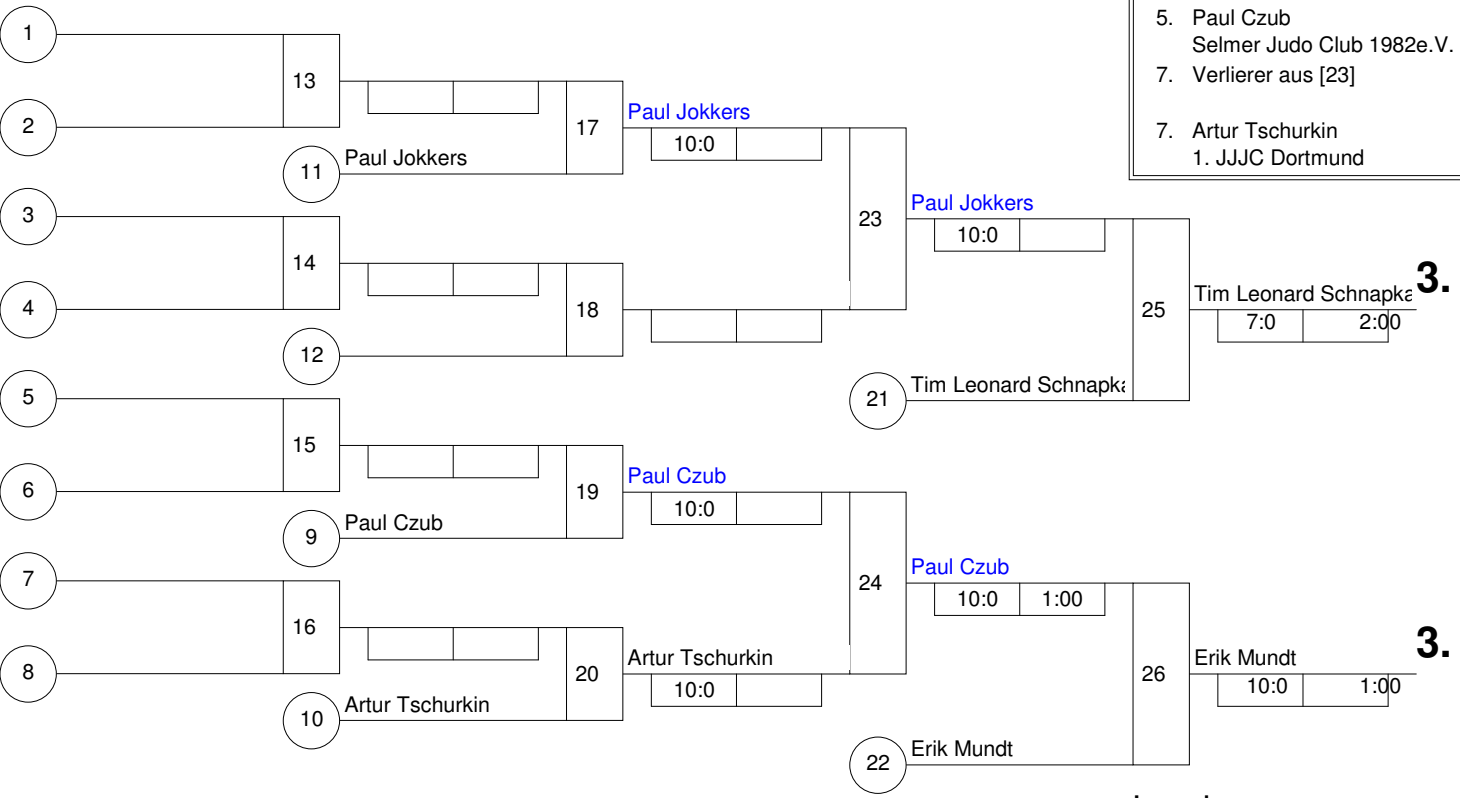 5. Paul Czub
Selmer Judo Club 1982e.V.
7. Verlierer aus [23]
7. Artur Tschurkin
1. JJJC Dortmund
1
13
2
17
Paul Jokkers
10:0
11
Paul Jokkers
3
23
Paul Jokkers
10:0
14
4
18
25
Tim Leonard Schnapka
3.
7:0
2:00
12
5
21
Tim Leonard Schnapka
15
6
19
Paul Czub
10:0
9
Paul Czub
7
24
Paul Czub
10:0
1:00
16
8
20
Artur Tschurkin
10:0
26
Erik Mundt
3.
10:0
1:00
10
Artur Tschurkin
22
Erik Mundt